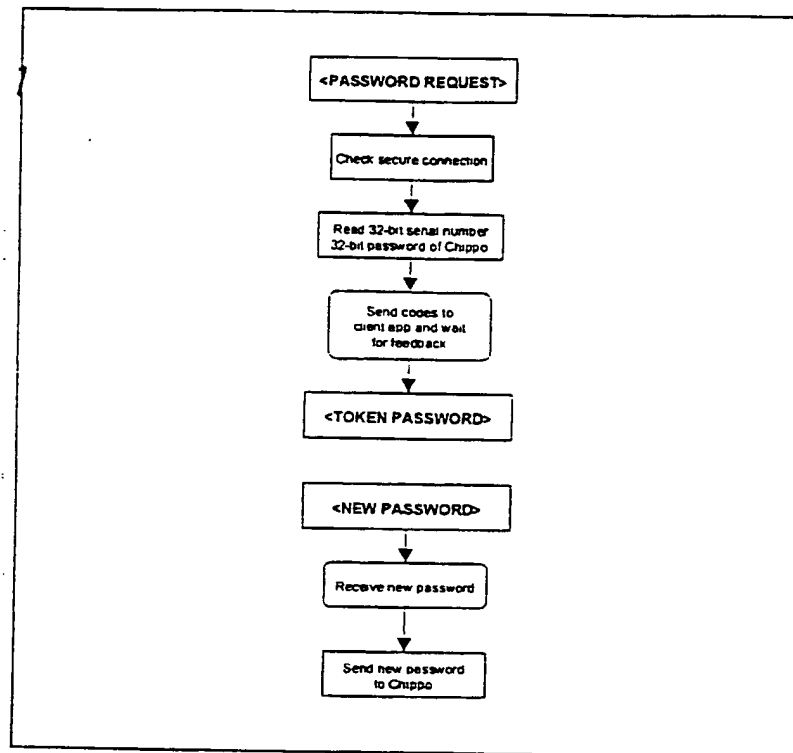 <PASSWORD REQUEST>
Check secure connection
Read 32-bit serial number
32-bit password of Chippo
Send codes to
client app and wait
for feedback
<TOKEN PASSWORD>
<NEW PASSWORD>
Receive new password
Send new password
to Chippo